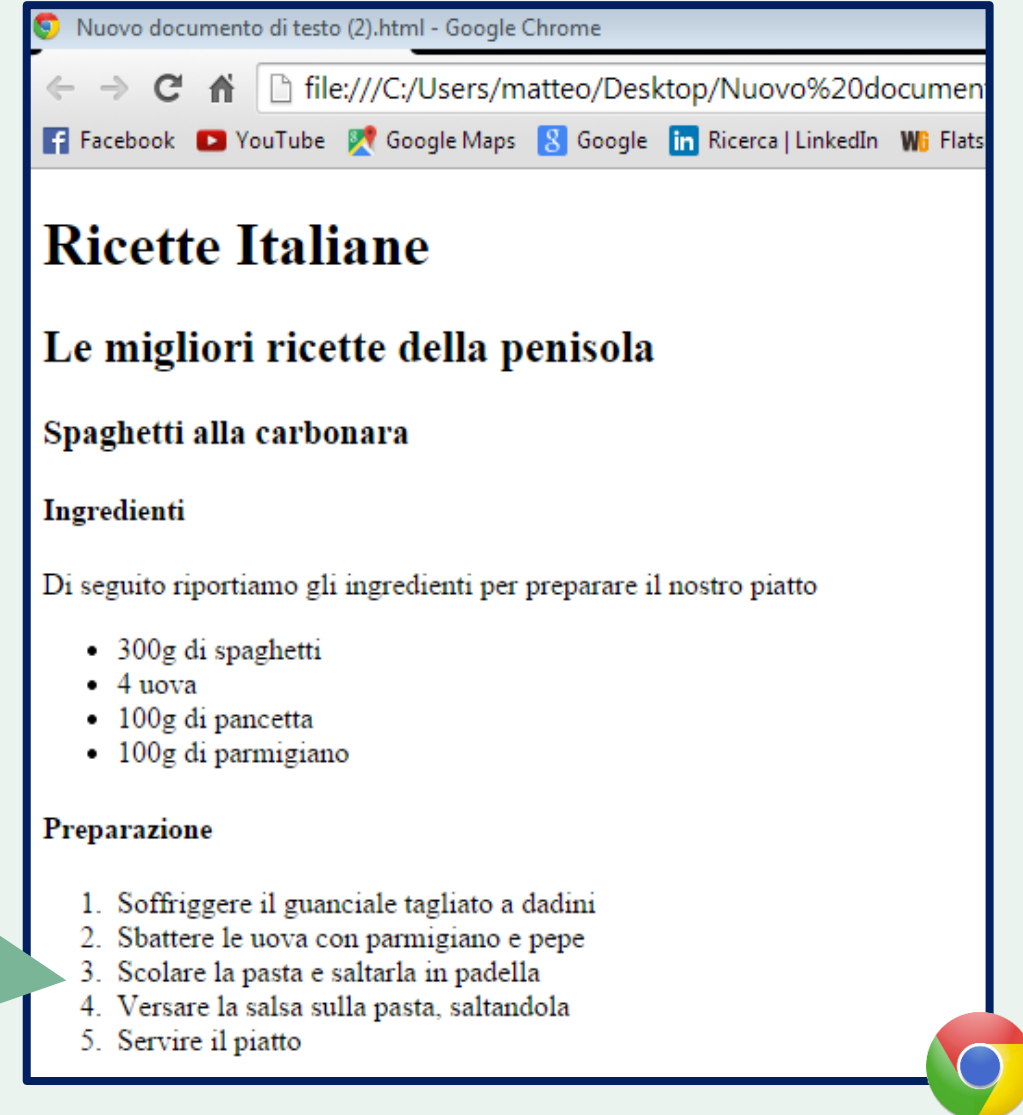 Nuovo documento di testo (2).html - Google Chrome
file:///C:/Users/matteo/Desktop/Nuovo%20documen
Facebook YouTube Google Maps Google Ricerca | LinkedIn Flats
Ricette Italiane
Le migliori ricette della penisola
Spaghetti alla carbonara
Ingredienti
Di seguito riportiamo gli ingredienti per preparare il nostro piatto
• 300g di spaghetti
• 4 uova
• 100g di pancetta
• 100g di parmigiano
Preparazione
1. Soffriggere il guanciale tagliato a dadini
2. Sbattere le uova con parmigiano e pepe
3. Scolare la pasta e saltarla in padella
4. Versare la salsa sulla pasta, saltandola
5. Servire il piatto